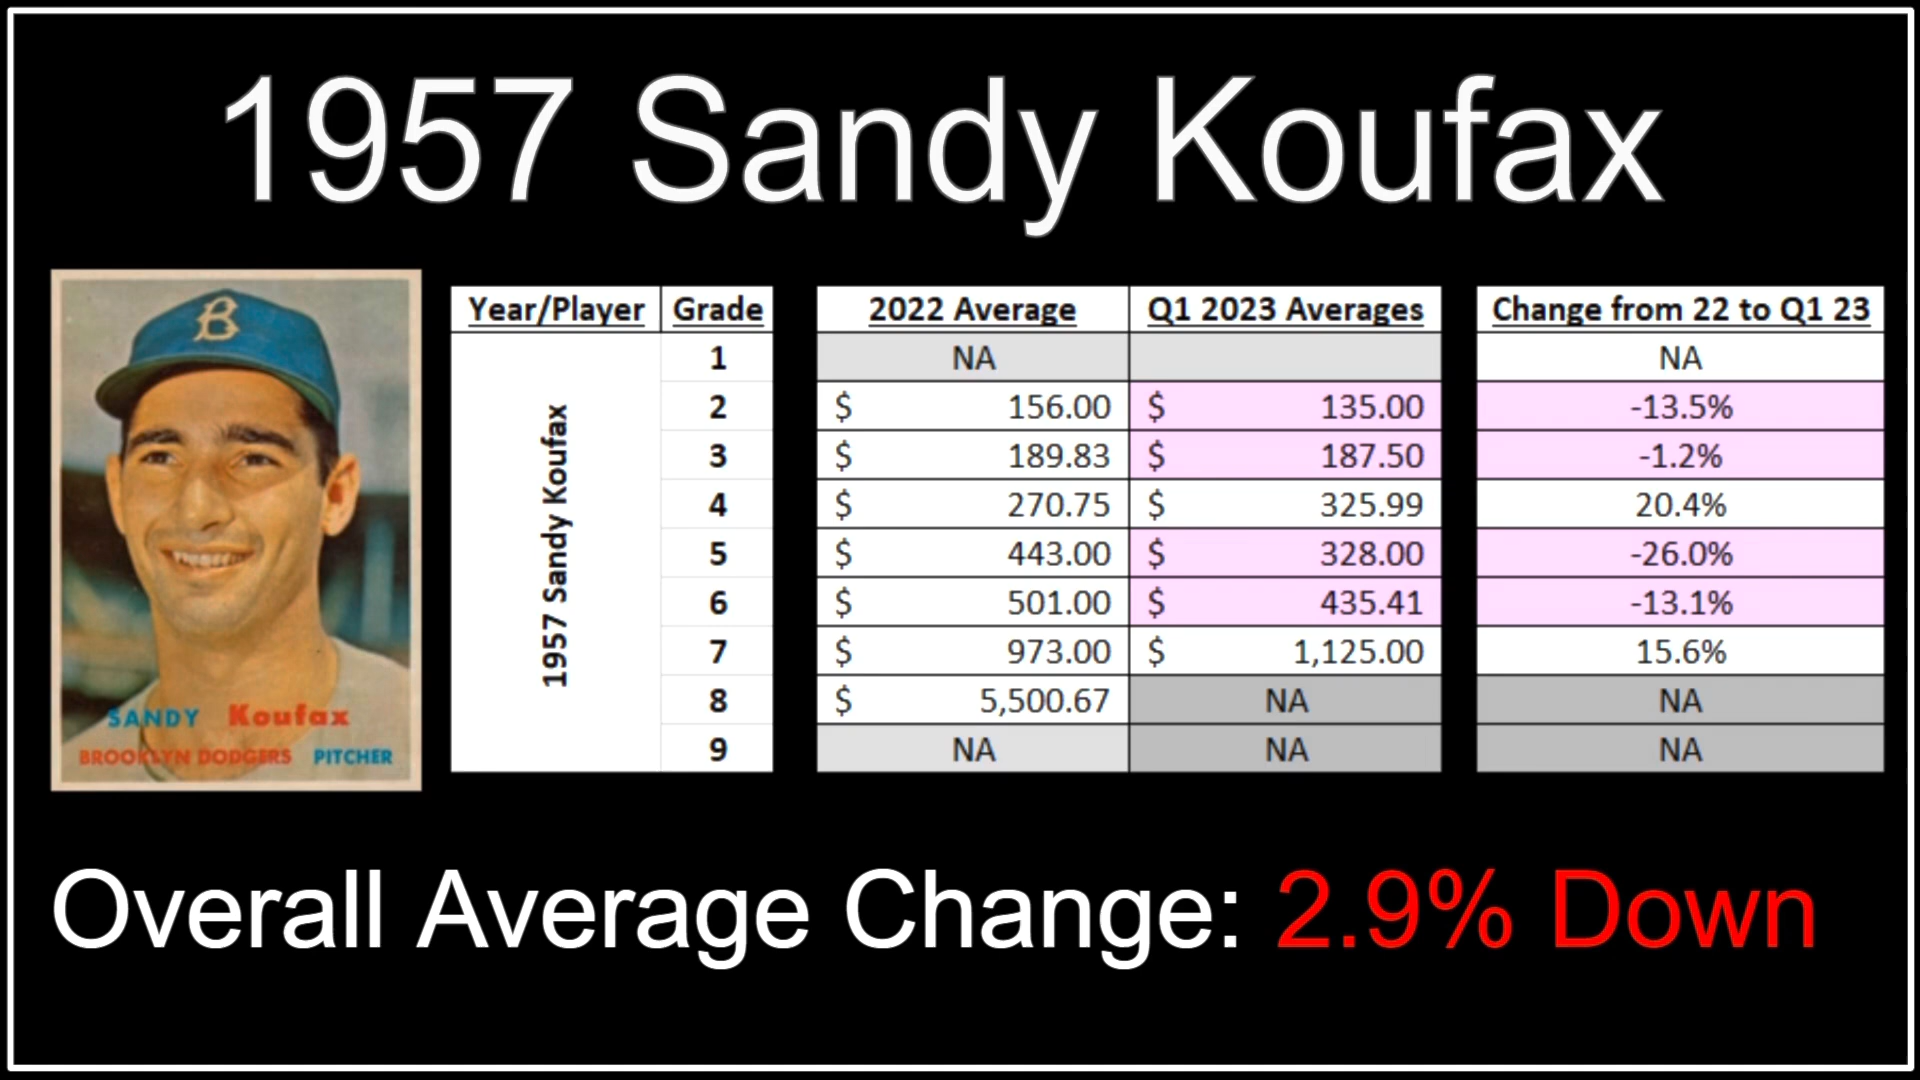 1957 Sandy Koufax
B
SANDY Koufax
BROOKLYN DODGERS PITCHER
Year/Player Grade 2022 Average Q1 2023 Averages Change from 22 to Q1 23
1957 Sandy Koufax
1 NA NA
2 $ 156.00 $ 135.00 -13.5%
3 $ 189.83 $ 187.50 -1.2%
4 $ 270.75 $ 325.99 20.4%
5 $ 443.00 $ 328.00 -26.0%
6 $ 501.00 $ 435.41 -13.1%
7 $ 973.00 $ 1,125.00 15.6%
8 $ 5,500.67 NA NA
9 NA NA NA
Overall Average Change: 2.9% Down